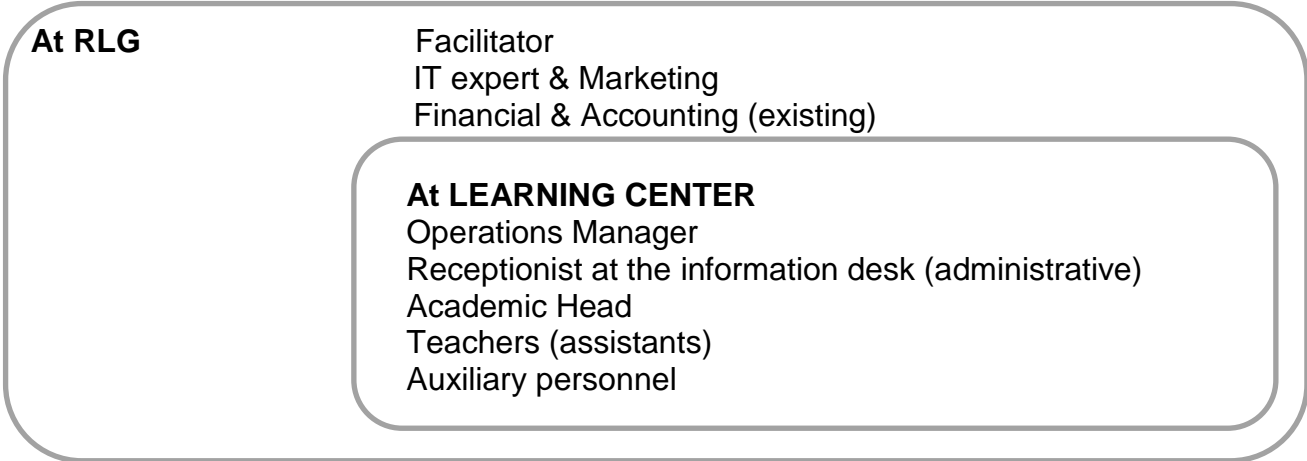 At RLG Facilitator
IT expert & Marketing
Financial & Accounting (existing)
At LEARNING CENTER
Operations Manager
Receptionist at the information desk (administrative)
Academic Head
Teachers (assistants)
Auxiliary personnel